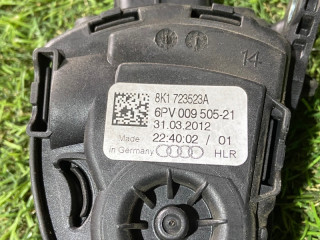 14
8K1 723523A
6PV 009 505-21
31.03.2012
Made 22:40:02 / 01
in Germany HLR